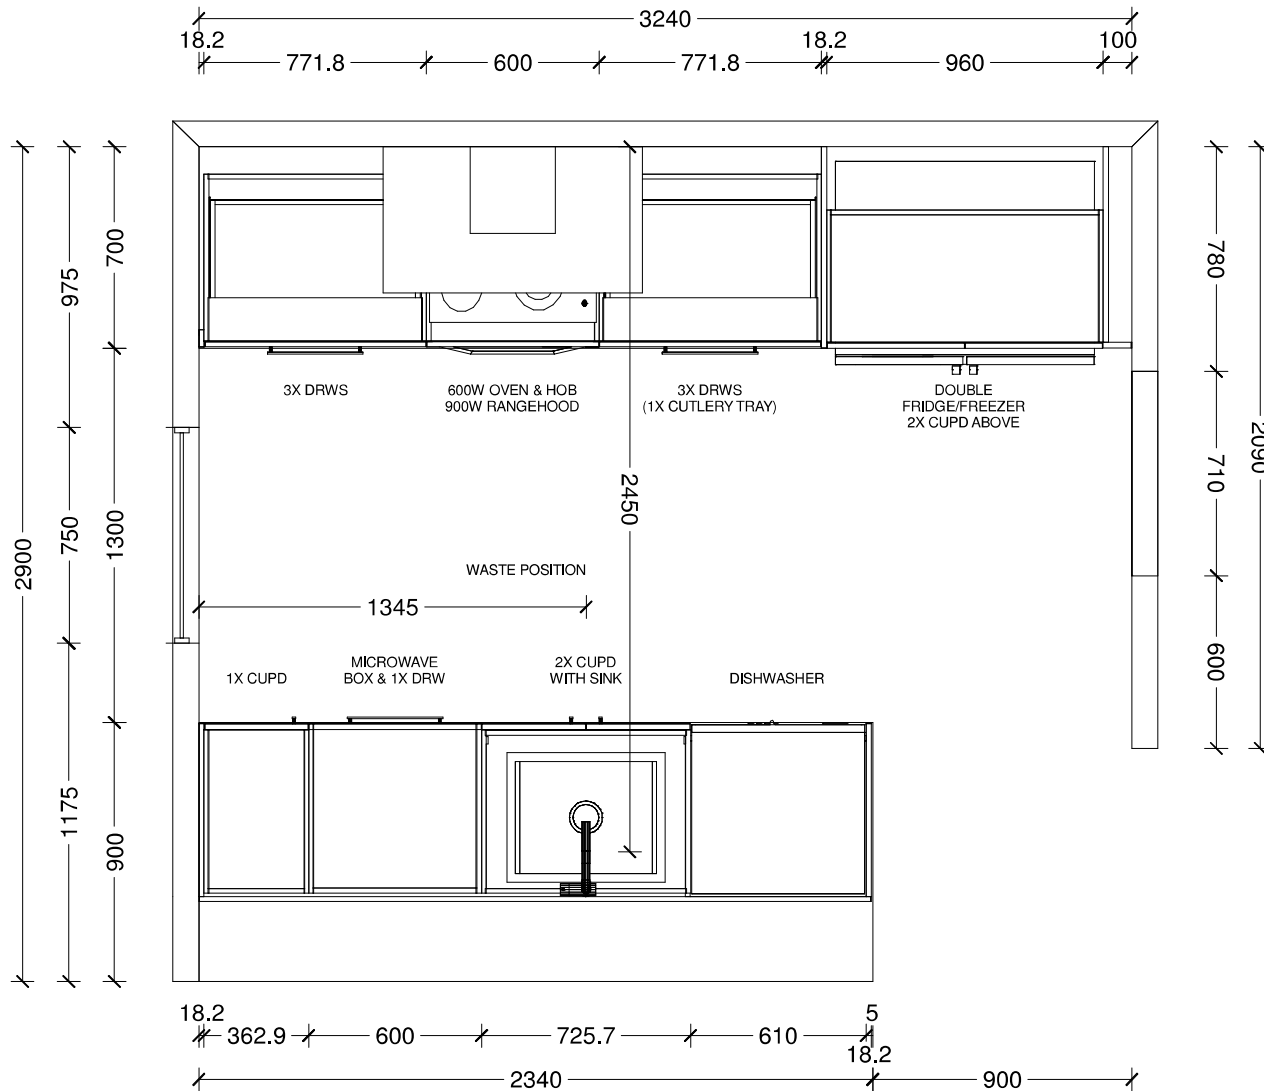 3240
18.2
100
771.8
600
771.8
18.2
960
2900
975
750
1175
700
1300
900
780
710
600
2090
3X DRWS
600W OVEN & HOB
900W RANGEHOOD
3X DRWS
(1X CUTLERY TRAY)
DOUBLE
FRIDGE/FREEZER
2X CUPD ABOVE
2450
WASTE POSITION
1345
1X CUPD
MICROWAVE
BOX & 1X DRW
2X CUPD
WITH SINK
DISHWASHER
18.2
362.9
600
725.7
610
5
18.2
2340
900